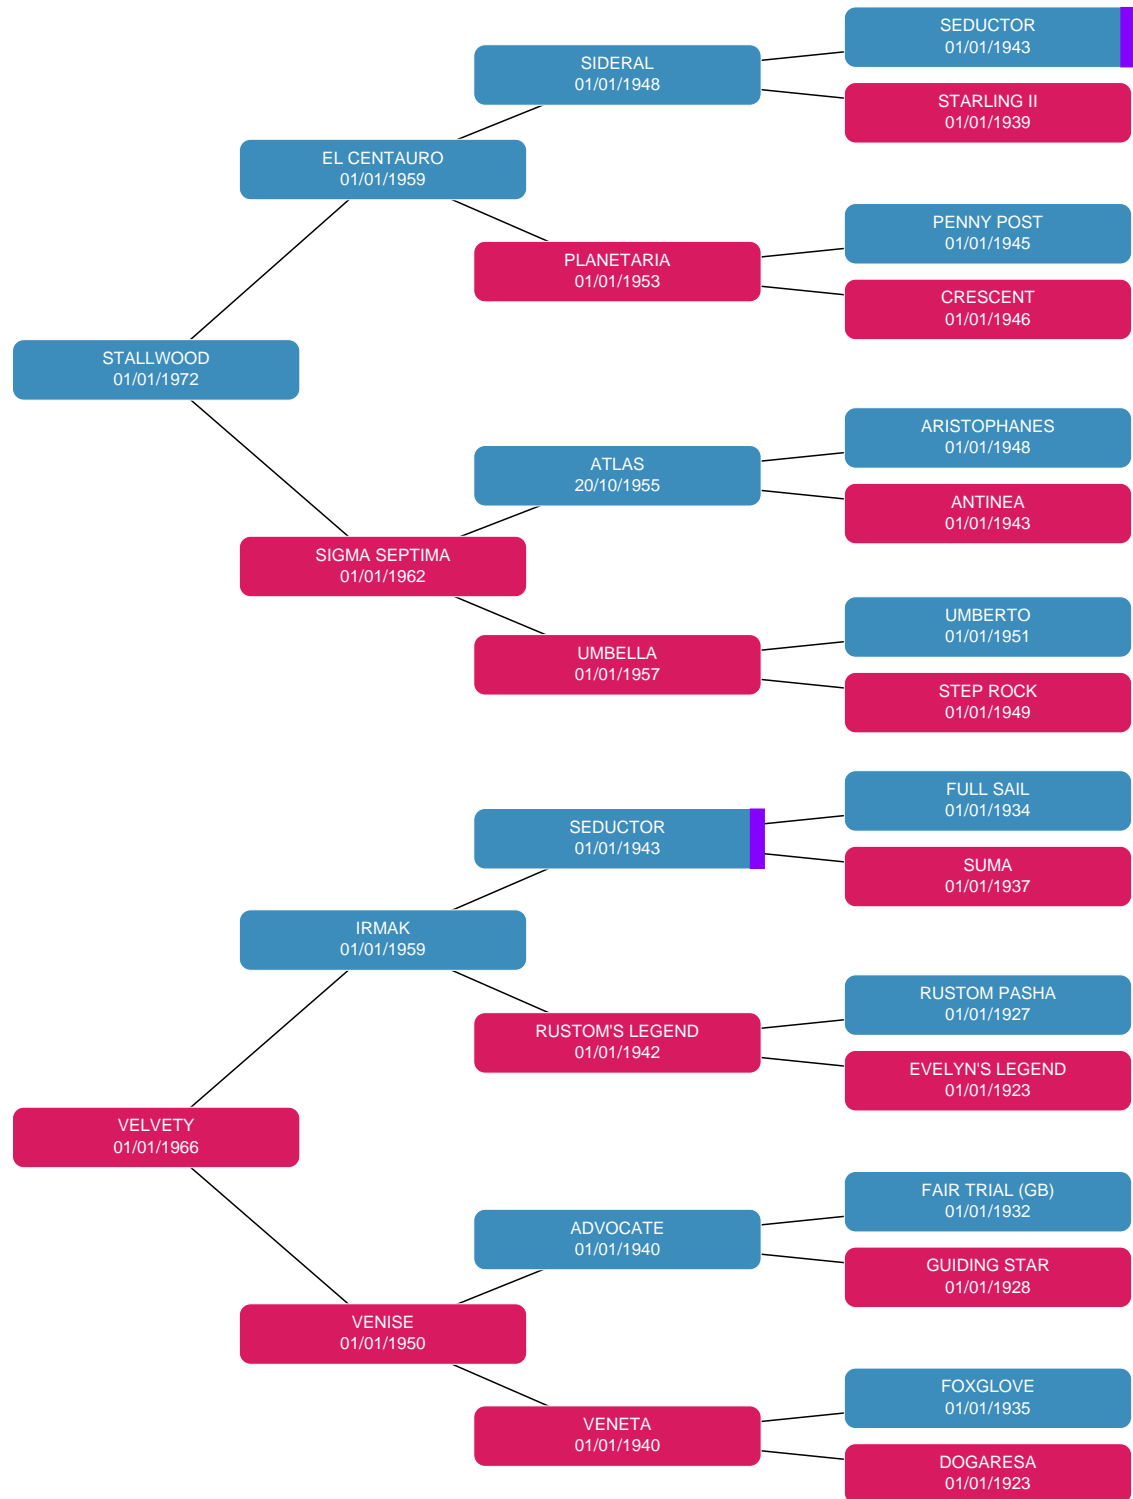 SEDUCTOR
01/01/1943
SIDERAL
01/01/1948
STARLING II
01/01/1939
EL CENTAURO
01/01/1959
PENNY POST
01/01/1945
PLANETARIA
01/01/1953
CRESCENT
01/01/1946
STALLWOOD
01/01/1972
ARISTOPHANES
01/01/1948
ATLAS
20/10/1955
ANTINEA
01/01/1943
SIGMA SEPTIMA
01/01/1962
UMBERTO
01/01/1951
UMBELLA
01/01/1957
STEP ROCK
01/01/1949
FULL SAIL
01/01/1934
SEDUCTOR
01/01/1943
SUMA
01/01/1937
IRMAK
01/01/1959
RUSTOM PASHA
01/01/1927
RUSTOM'S LEGEND
01/01/1942
EVELYN'S LEGEND
01/01/1923
VELVETY
01/01/1966
FAIR TRIAL (GB)
01/01/1932
ADVOCATE
01/01/1940
GUIDING STAR
01/01/1928
VENISE
01/01/1950
FOXGLOVE
01/01/1935
VENETA
01/01/1940
DOGARESA
01/01/1923